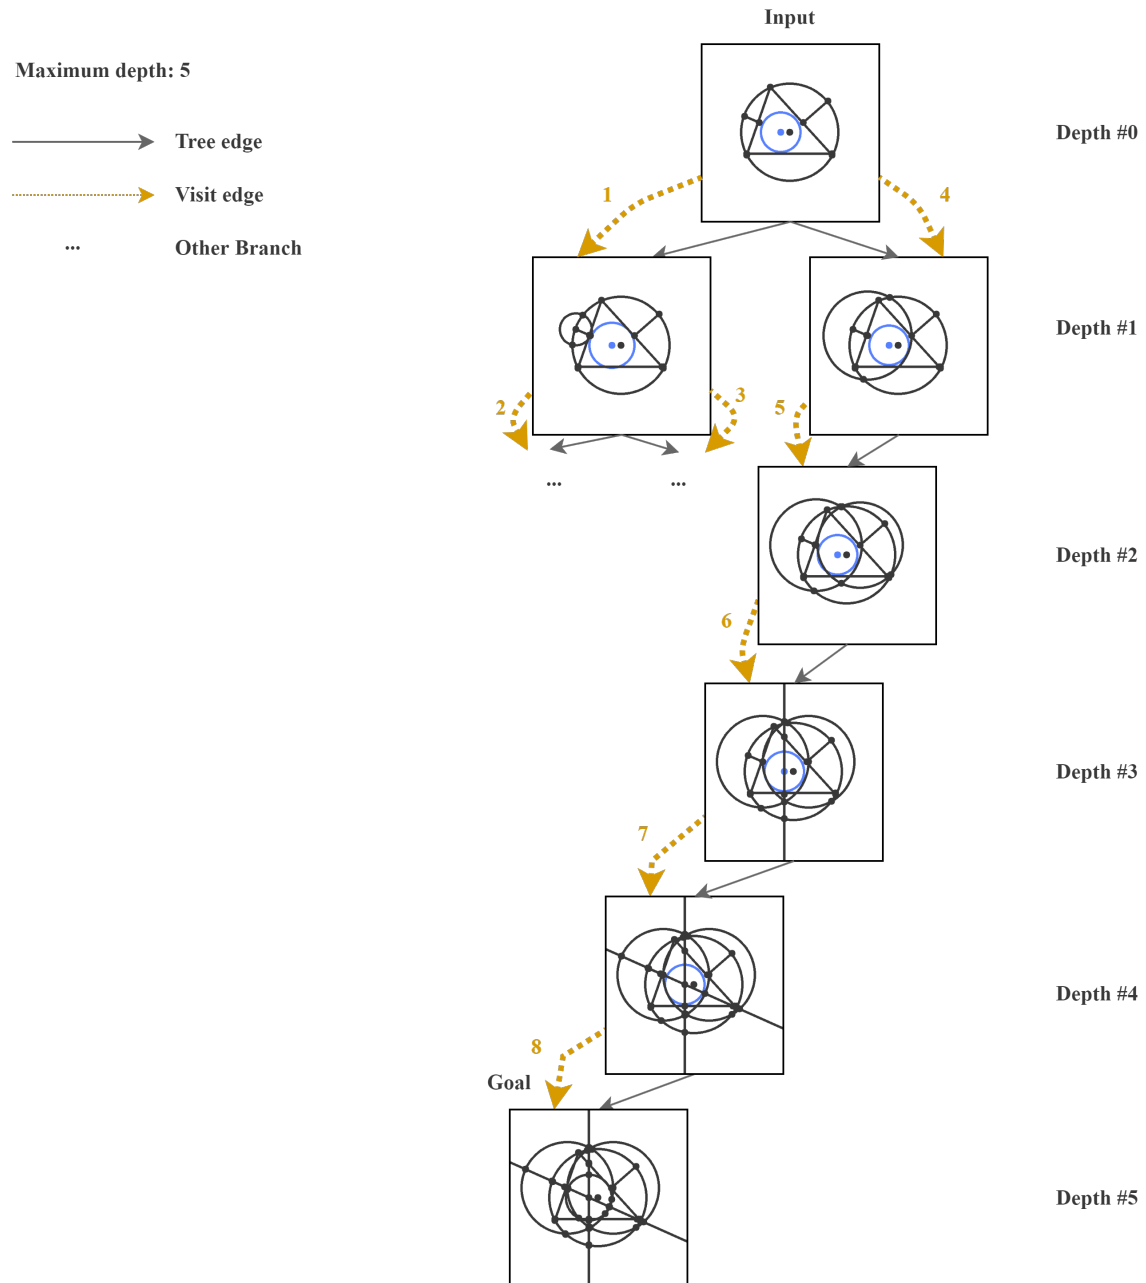 Input
Maximum depth: 5
Tree edge
Visit edge
... Other Branch
Depth #0
1
4
Depth #1
2
3
5
... ...
Depth #2
6
Depth #3
7
Depth #4
8
Goal
Depth #5